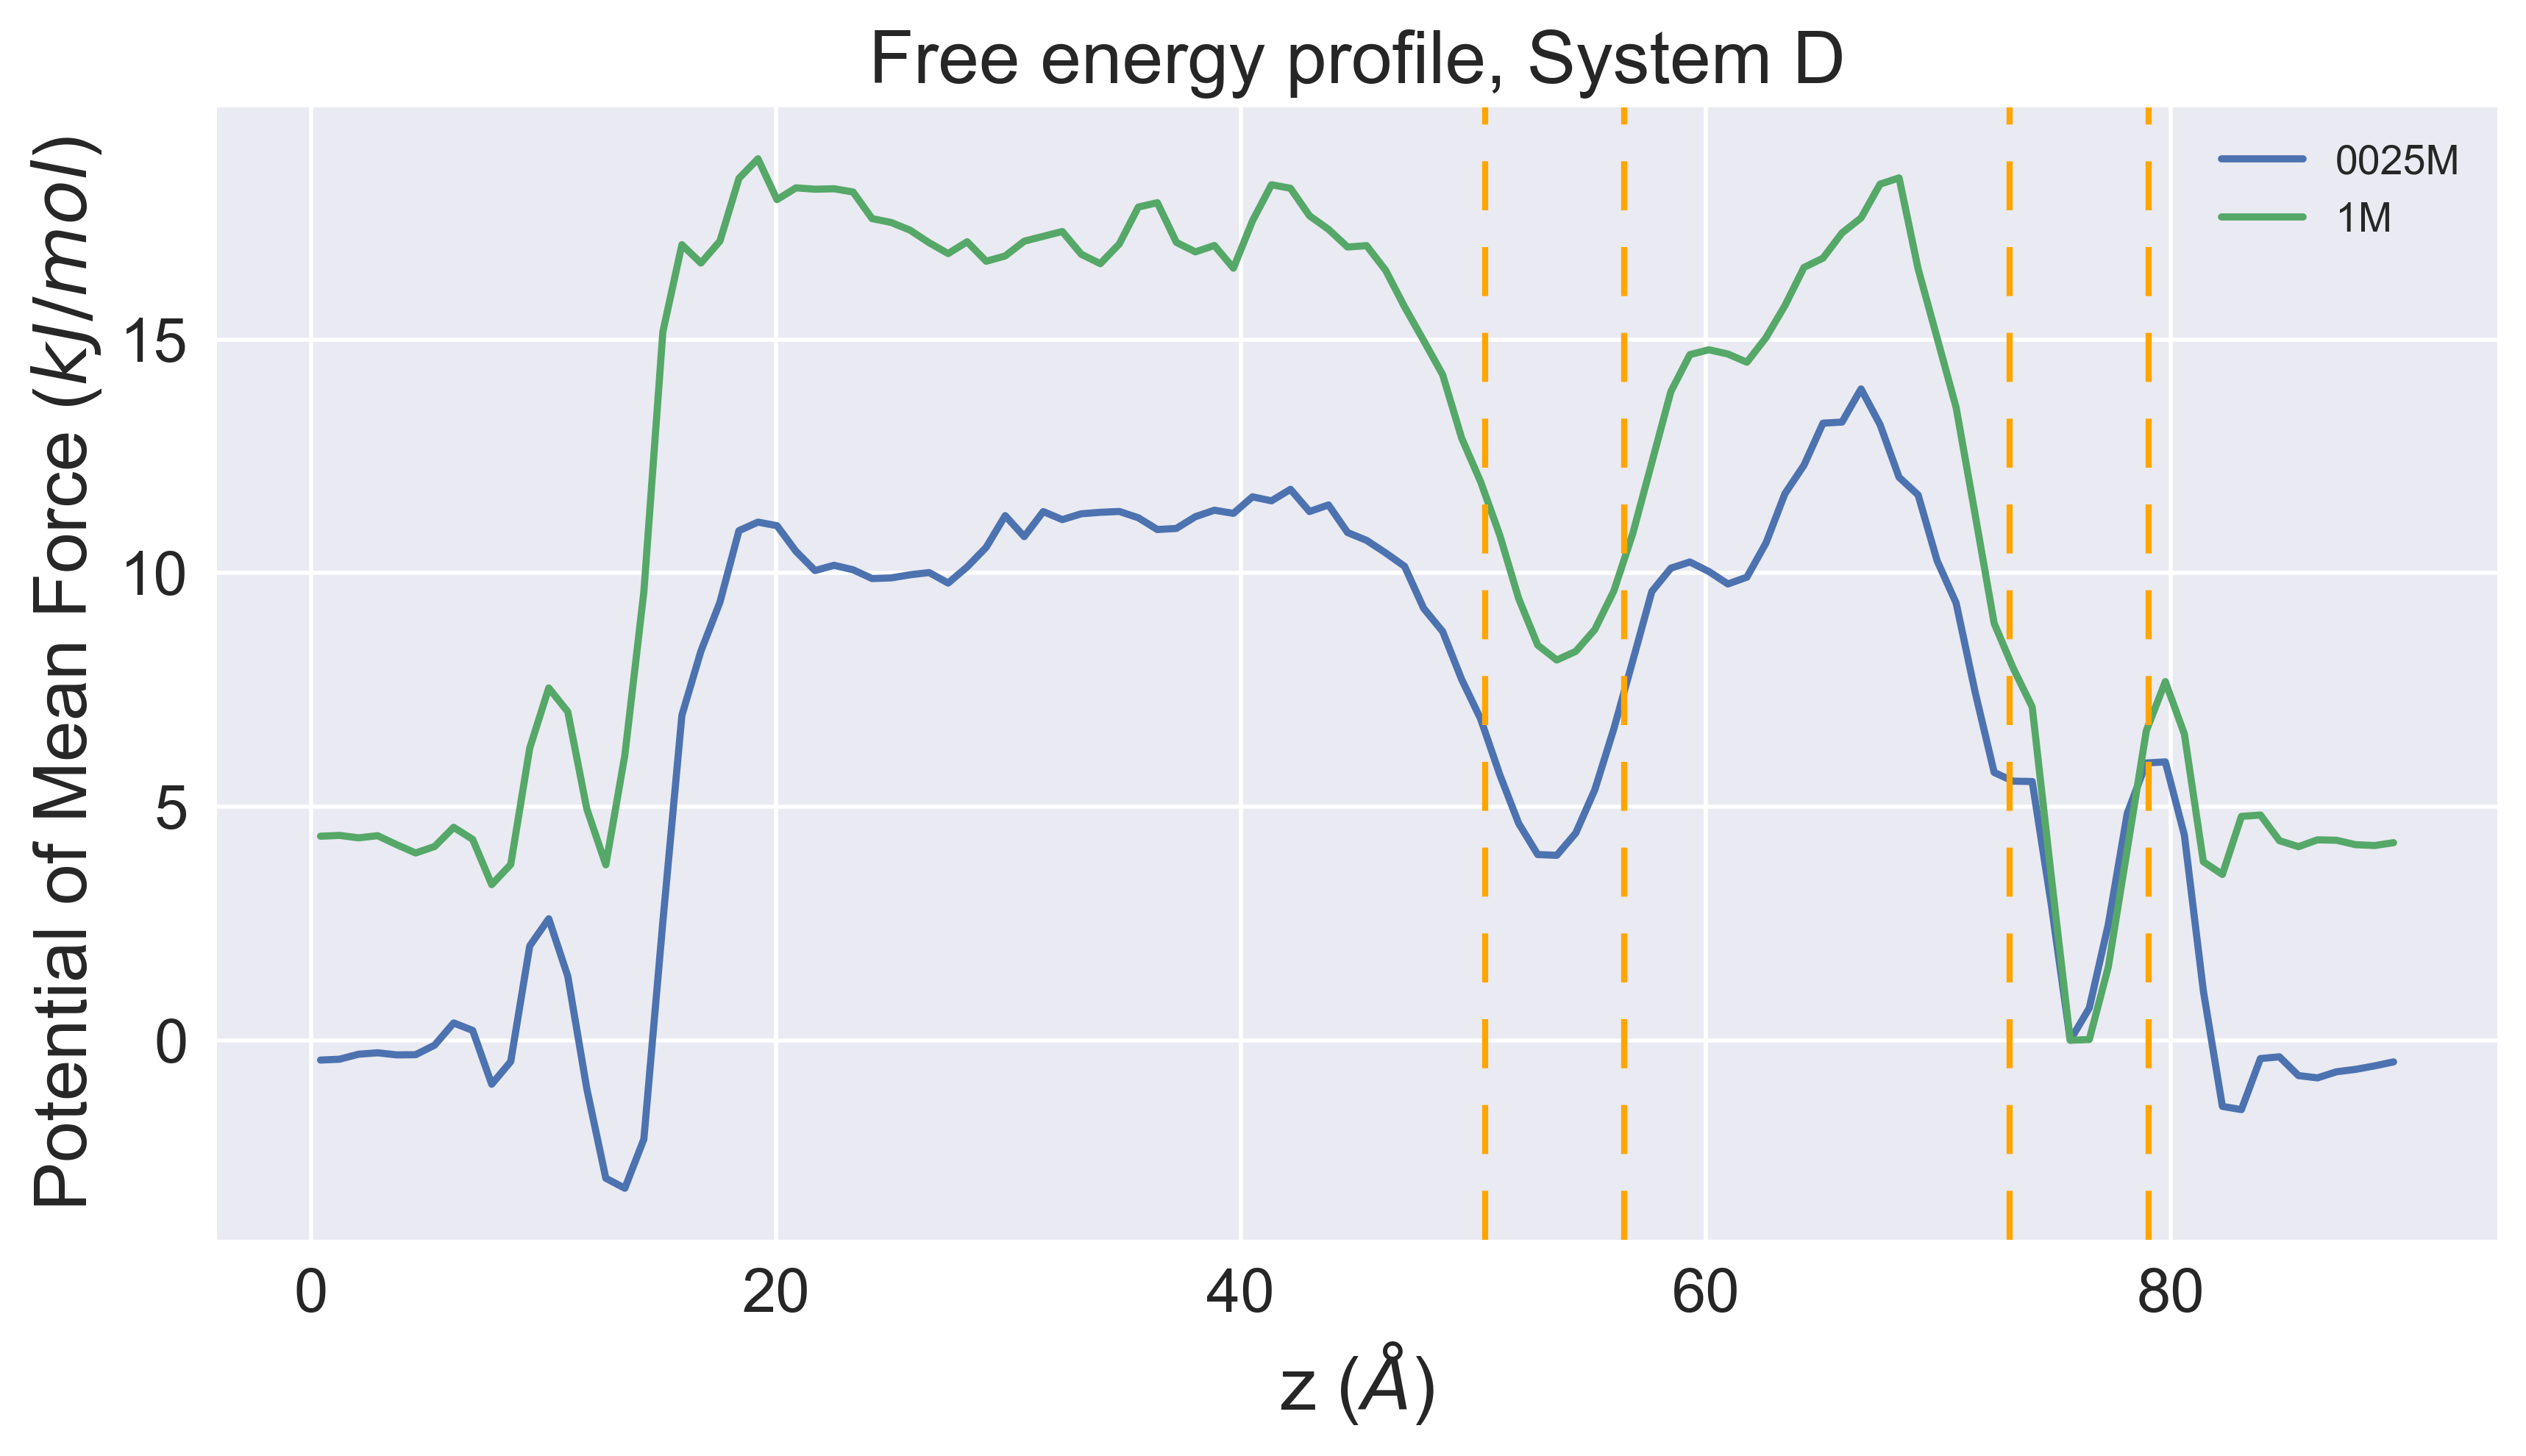 Free energy profile, System D
Potential of Mean Force (kJ/mol)
15
10
5
0
0025M
1M
0 20 40 60 80
z (Å)